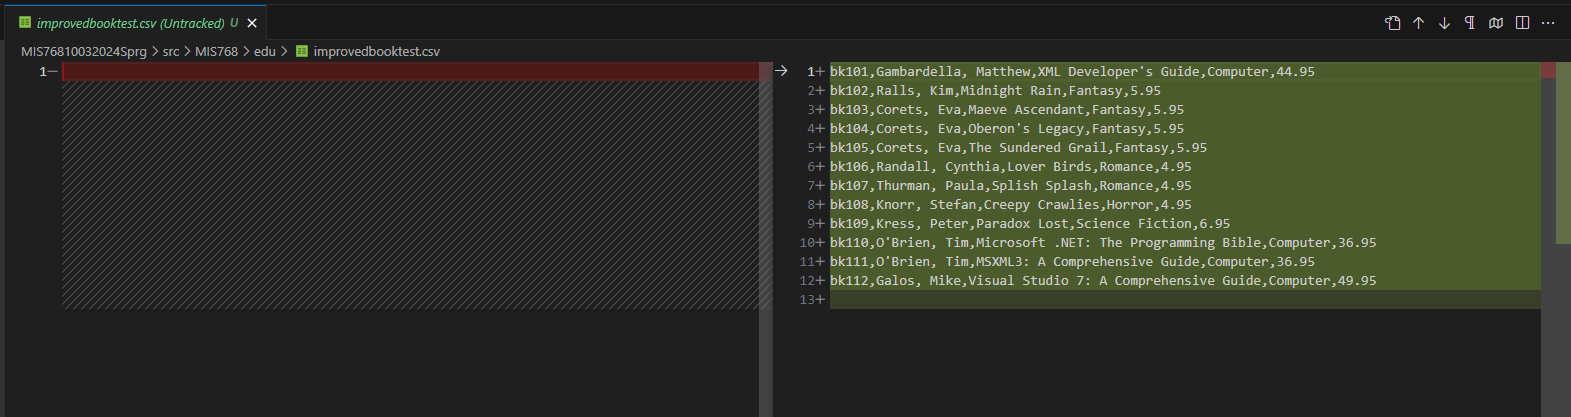 improvedbooktest.csv (Untracked) U
MIS76810032024Sprg > src > MIS768 > edu > improvedbooktest.csv
1−
1+ bk101,Gambardella, Matthew,XML Developer's Guide,Computer,44.95
2+ bk102,Ralls, Kim,Midnight Rain,Fantasy,5.95
3+ bk103,Corets, Eva,Maeve Ascendant,Fantasy,5.95
4+ bk104,Corets, Eva,Oberon's Legacy,Fantasy,5.95
5+ bk105,Corets, Eva,The Sundered Grail,Fantasy,5.95
6+ bk106,Randall, Cynthia,Lover Birds,Romance,4.95
7+ bk107,Thurman, Paula,Splish Splash,Romance,4.95
8+ bk108,Knorr, Stefan,Creepy Crawlies,Horror,4.95
9+ bk109,Kress, Peter,Paradox Lost,Science Fiction,6.95
10+ bk110,O'Brien, Tim,Microsoft .NET: The Programming Bible,Computer,36.95
11+ bk111,O'Brien, Tim,MSXML3: A Comprehensive Guide,Computer,36.95
12+ bk112,Galos, Mike,Visual Studio 7: A Comprehensive Guide,Computer,49.95
13+